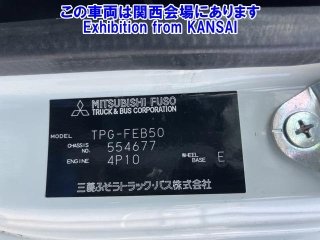 この車両は関西会場にあります
Exhibition from KANSAI
MITSUBISHI FUSO
TRUCK & BUS CORPORATION
MODEL TPG-FEB50
CHASSIS NO. 554677
ENGINE 4P10 WHEEL BASE E
三菱ふそうトラック・バス株式会社